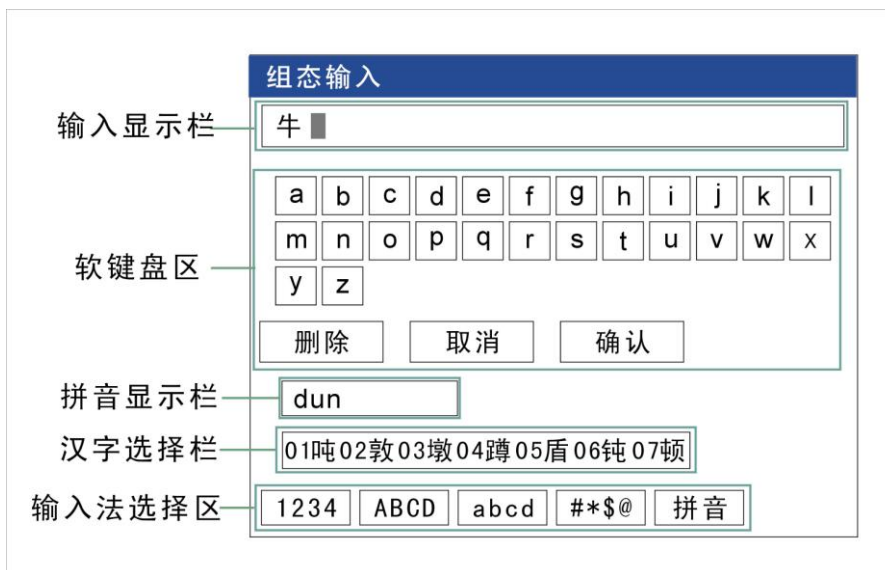 组态输入
输入显示栏
牛
a b c d e f g h i j k l
m n o p q r s t u v w x
软键盘区
y z
删除 取消 确认
拼音显示栏
dun
汉字选择栏
01吨02敦03墩04蹲05盾06钝07顿
输入法选择区
1234 ABCD abcd #*$@ 拼音